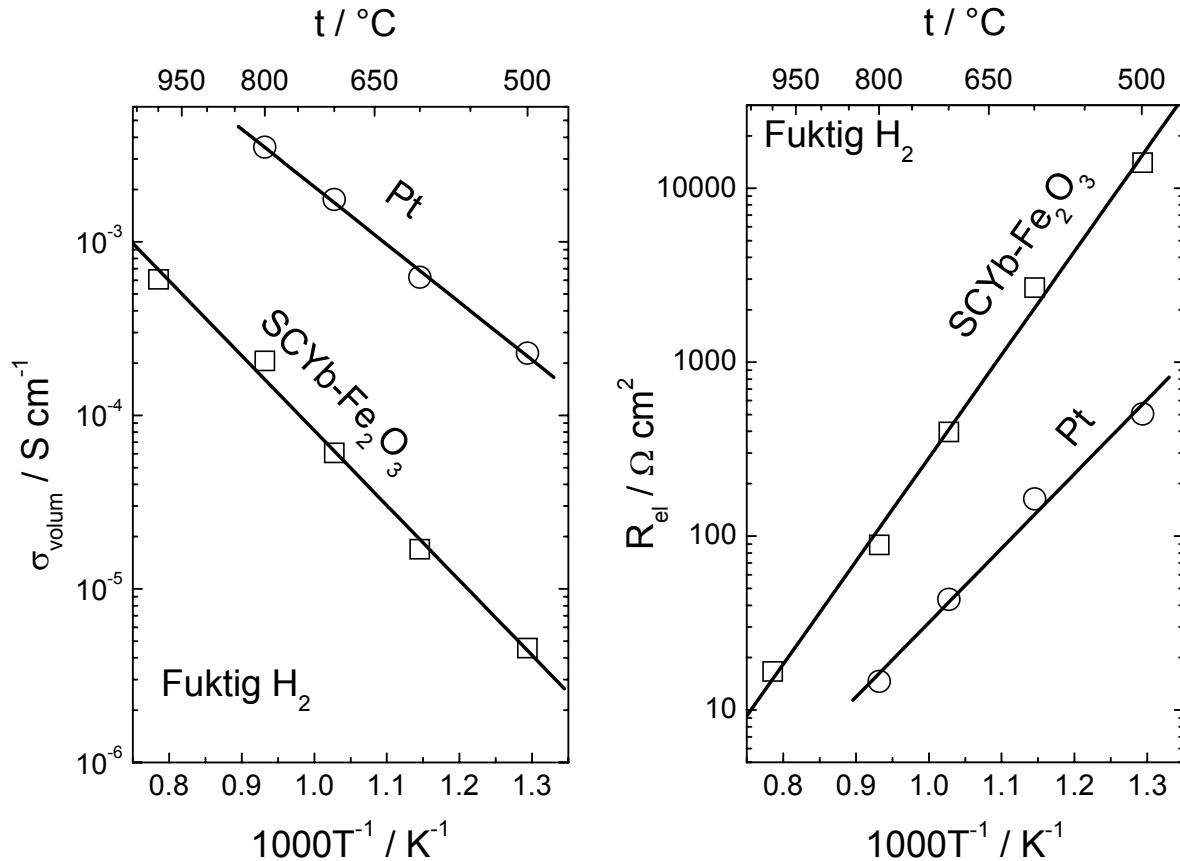 t / °C
950 800 650 500
10⁻³
10⁻⁴
10⁻⁵
10⁻⁶
σvolum / S cm⁻¹
Pt
SCYb-Fe₂O₃
Fuktig H₂
0.8 0.9 1.0 1.1 1.2 1.3
1000T⁻¹ / K⁻¹
t / °C
950 800 650 500
Fuktig H₂
10000
1000
100
10
Rel / Ω cm²
SCYb-Fe₂O₃
Pt
0.8 0.9 1.0 1.1 1.2 1.3
1000T⁻¹ / K⁻¹